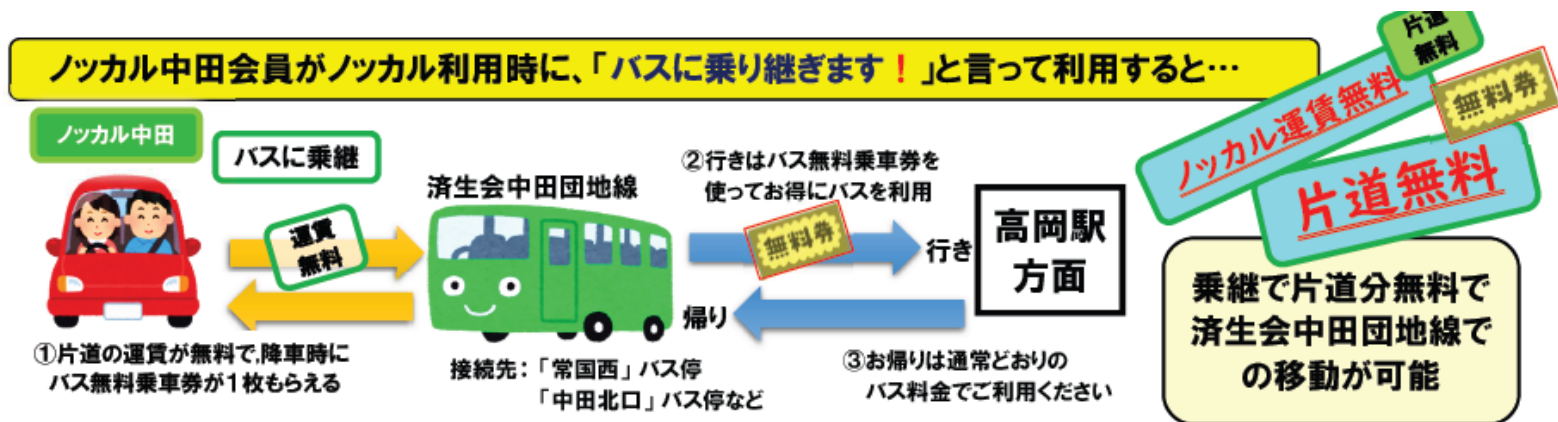 ノッカル中田会員がノッカル利用時に、「バスに乗り継ぎます！」と言って利用すると…
片道
無料
ノッカル運賃無料
無料券
片道無料
ノッカル中田
バスに乗継
運賃
無料
①片道の運賃が無料で、降車時に
バス無料乗車券が1枚もらえる
済生会中田団地線
接続先：「常国西」バス停
「中田北口」バス停など
②行きはバス無料乗車券を
使ってお得にバスを利用
無料券
行き
高岡駅
方面
帰り
③お帰りは通常どおりの
バス料金でご利用ください
乗継で片道分無料で
済生会中田団地線で
の移動が可能